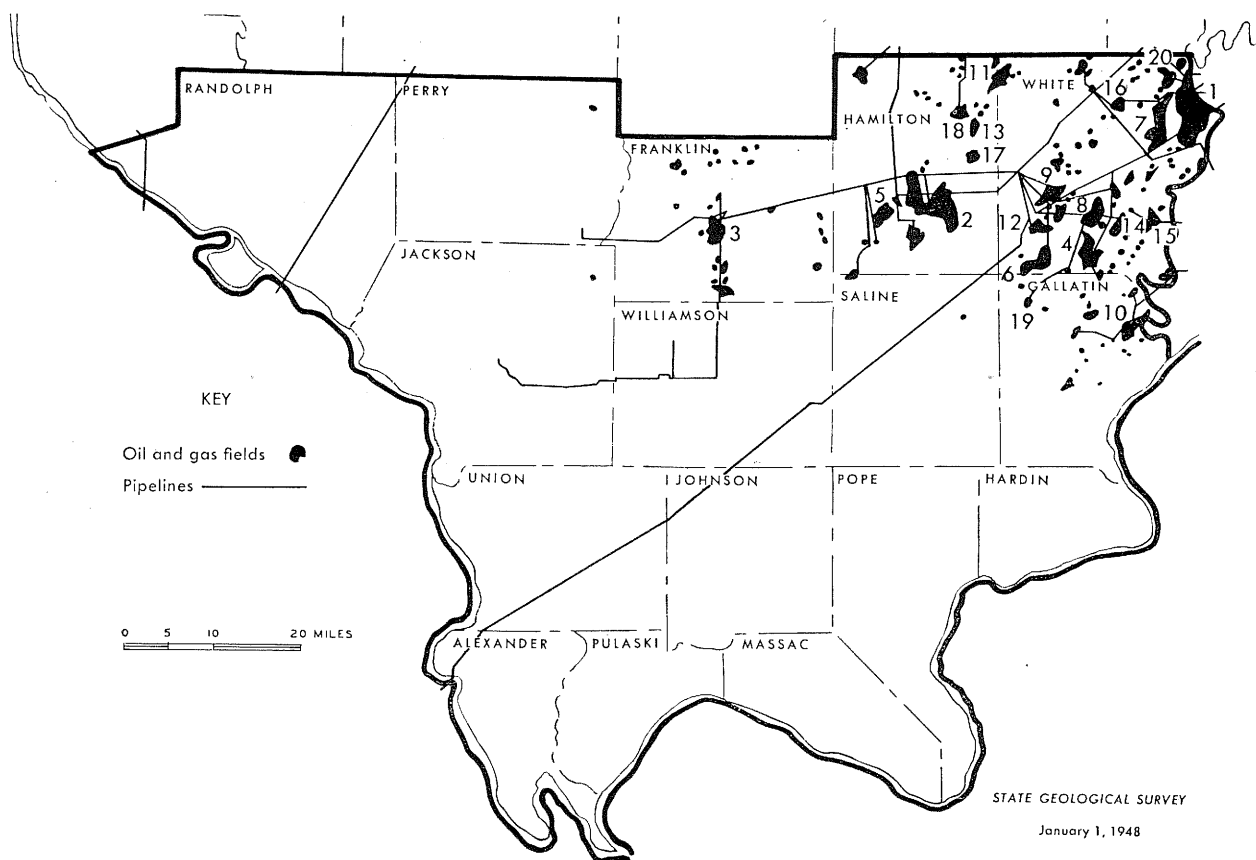 20
RANDOLPH
PERRY
11
WHITE
16
1
HAMILTON
18
13
7
FRANKLIN
17
9
5
3
2
12
8
14
15
4
JACKSON
6
GALLATIN
SALINE
WILLIAMSON
19
10
KEY
Oil and gas fields
Pipelines
UNION
JOHNSON
POPE
HARDIN
0 5 10 20 MILES
ALEXANDER
PULASKI
MASSAC
STATE GEOLOGICAL SURVEY
January 1, 1948